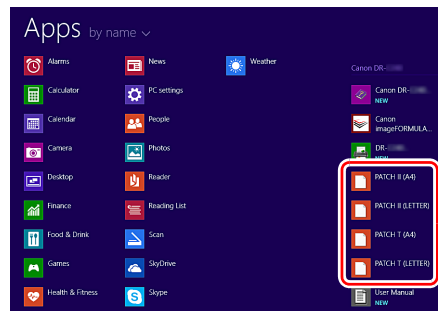 Apps by name
Alarms
Calculator
Calendar
Camera
Desktop
Finance
Food & Drink
Games
Health & Fitness
News
PC settings
People
Photos
Reader
Reading List
Scan
SkyDrive
Skype
Weather
Canon DR-
Canon DR-
NEW
Canon
imageFORMULA...
DR-
NEW
PATCH II (A4)
PATCH II (LETTER)
PATCH T (A4)
PATCH T (LETTER)
User Manual
NEW